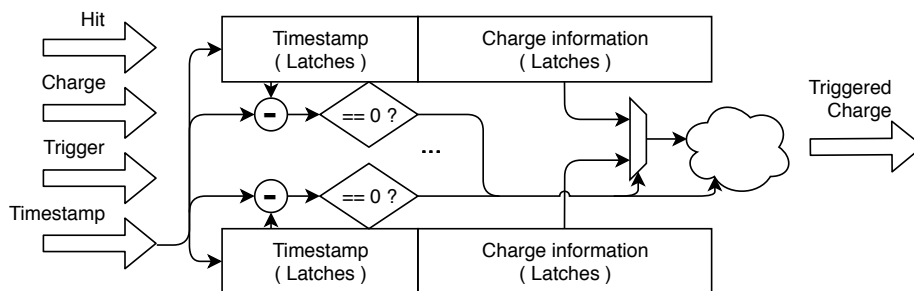 Hit
Charge
Trigger
Timestamp
Timestamp
( Latches )
Charge information
( Latches )
-
== 0 ?
...
-
== 0 ?
Timestamp
( Latches )
Charge information
( Latches )
Triggered
Charge